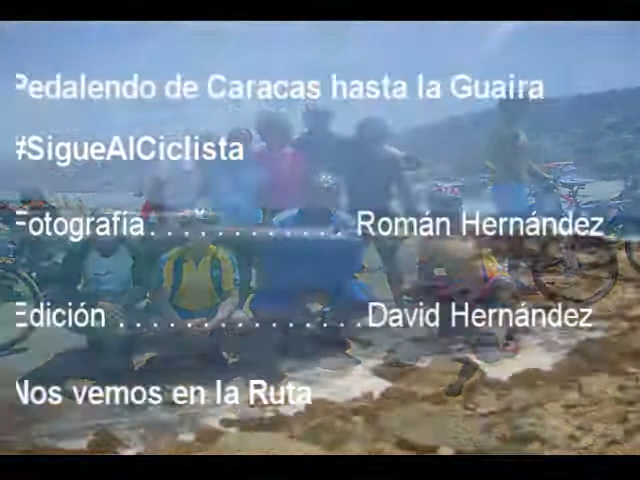 Pedalendo de Caracas hasta la Guaira
#SigueAlCiclista
Fotografía. . . . . . . . . . . . . Román Hernández
Edición . . . . . . . . . . . . . . . .David Hernández
Nos vemos en la Ruta